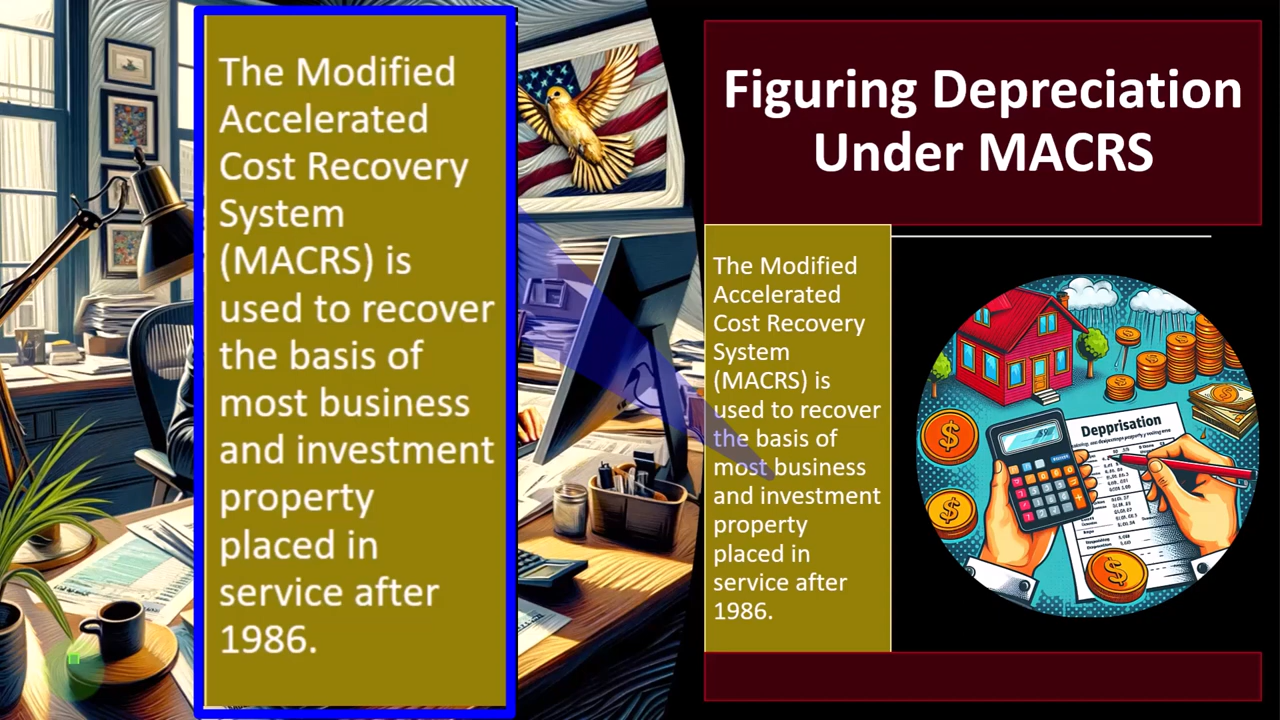 The Modified
Accelerated
Cost Recovery
System
(MACRS) is
used to recover
the basis of
most business
and investment
property
placed in
service after
1986.
Figuring Depreciation
Under MACRS
The Modified
Accelerated
Cost Recovery
System
(MACRS) is
used to recover
the basis of
most business
and investment
property
placed in
service after
1986.
Deprisation